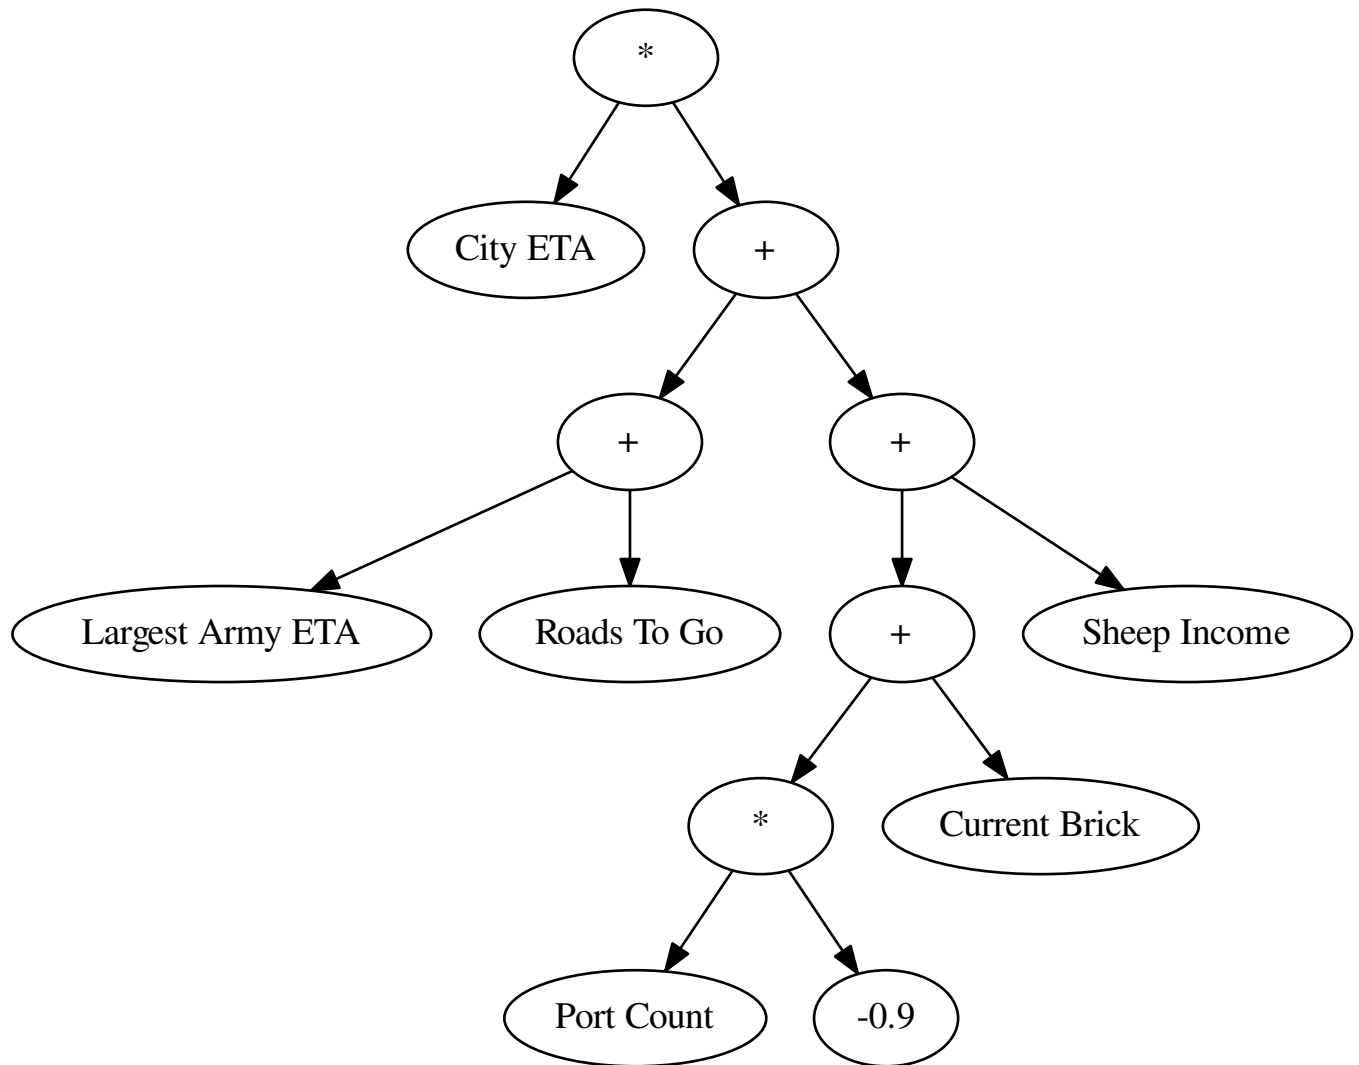 *
City ETA
+
+
+
Largest Army ETA
Roads To Go
+
Sheep Income
*
Current Brick
Port Count
-0.9